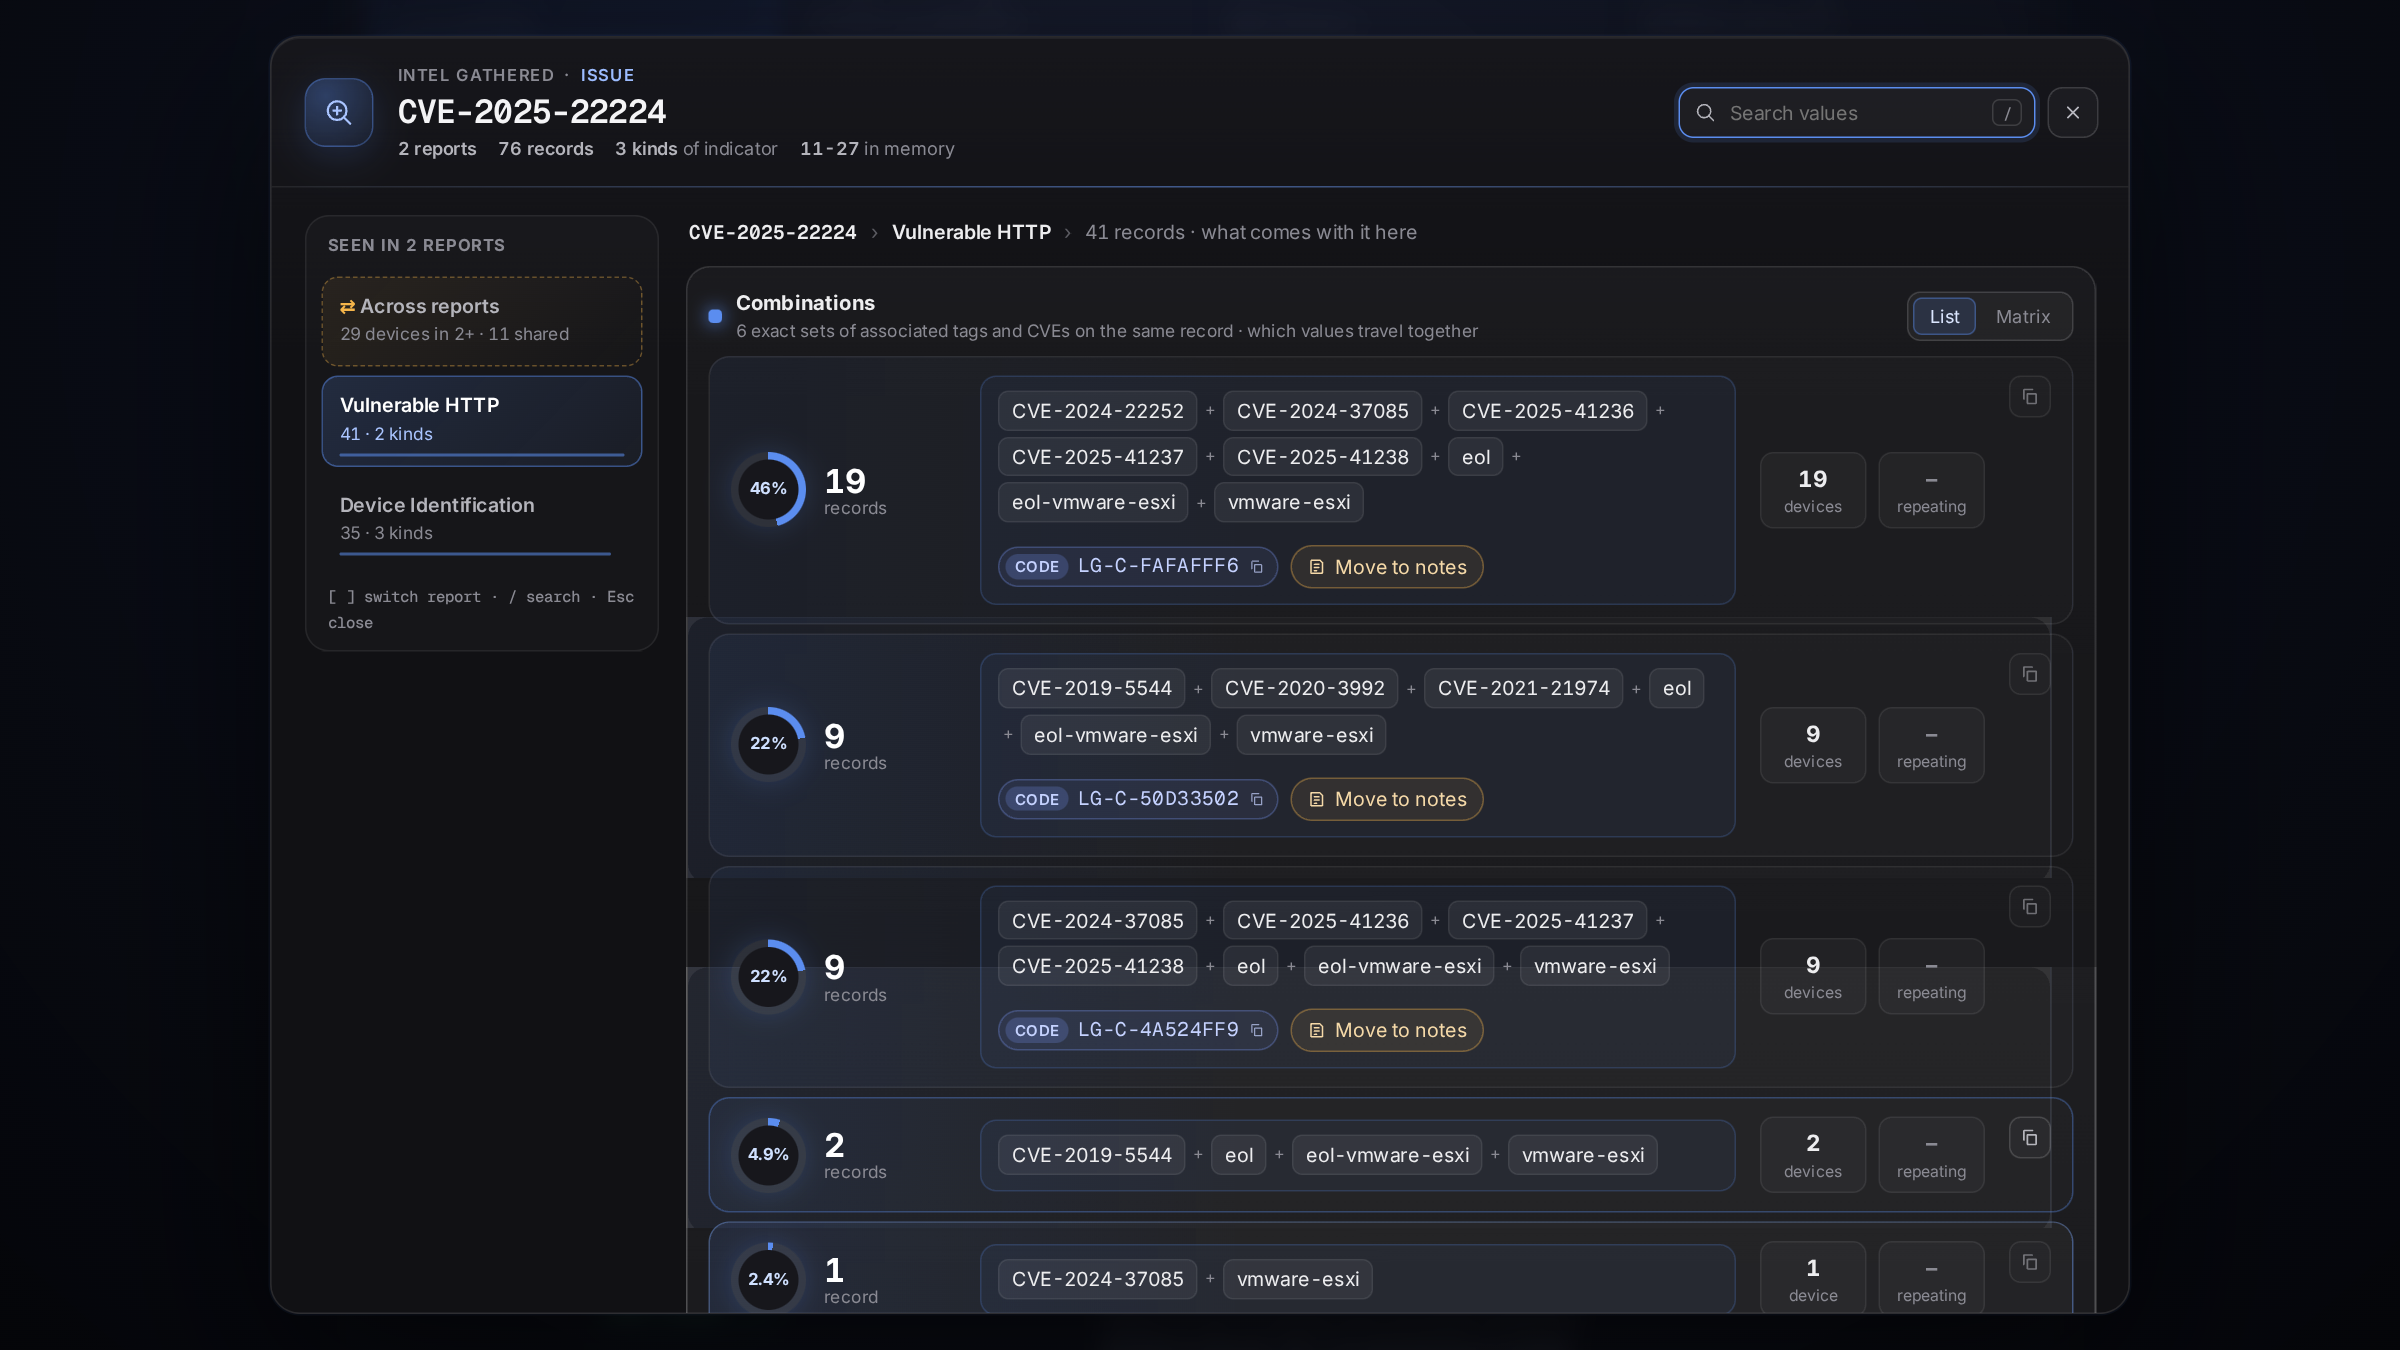 INTEL GATHERED · ISSUE
CVE-2025-22224
2 reports 76 records 3 kinds of indicator 11-27 in memory
Search values /
SEEN IN 2 REPORTS
⇄ Across reports
29 devices in 2+ · 11 shared
Vulnerable HTTP
41 · 2 kinds
Device Identification
35 · 3 kinds
[ ] switch report · / search · Esc
close
CVE-2025-22224 › Vulnerable HTTP › 41 records · what comes with it here
Combinations
6 exact sets of associated tags and CVEs on the same record · which values travel together
List Matrix
46% 19 records
CVE-2024-22252 + CVE-2024-37085 + CVE-2025-41236 +
CVE-2025-41237 + CVE-2025-41238 + eol +
eol-vmware-esxi + vmware-esxi
CODE LG-C-FAFAFFF6 Move to notes
19 devices
– repeating
22% 9 records
CVE-2019-5544 + CVE-2020-3992 + CVE-2021-21974 + eol
+ eol-vmware-esxi + vmware-esxi
CODE LG-C-50D33502 Move to notes
9 devices
– repeating
22% 9 records
CVE-2024-37085 + CVE-2025-41236 + CVE-2025-41237 +
CVE-2025-41238 + eol + eol-vmware-esxi + vmware-esxi
CODE LG-C-4A524FF9 Move to notes
9 devices
– repeating
4.9% 2 records
CVE-2019-5544 + eol + eol-vmware-esxi + vmware-esxi
2 devices
– repeating
2.4% 1 record
CVE-2024-37085 + vmware-esxi
1 device
– repeating